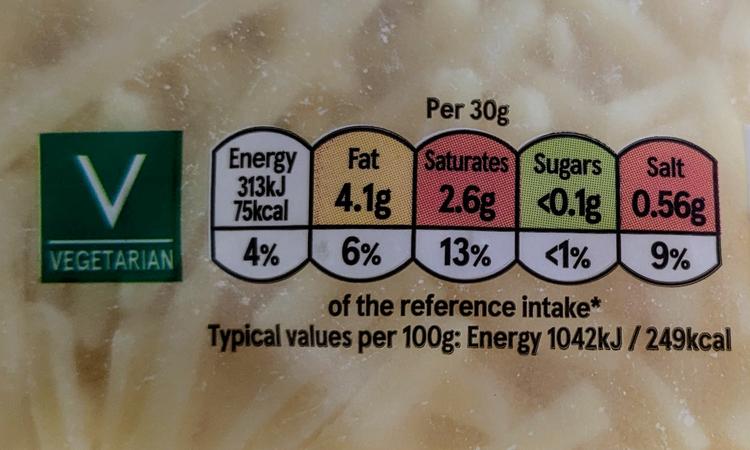 Per 30g
V
VEGETARIAN
Energy
313kJ
75kcal
4%
Fat
4.1g
6%
Saturates
2.6g
13%
Sugars
<0.1g
<1%
Salt
0.56g
9%
of the reference intake*
Typical values per 100g: Energy 1042kJ / 249kcal